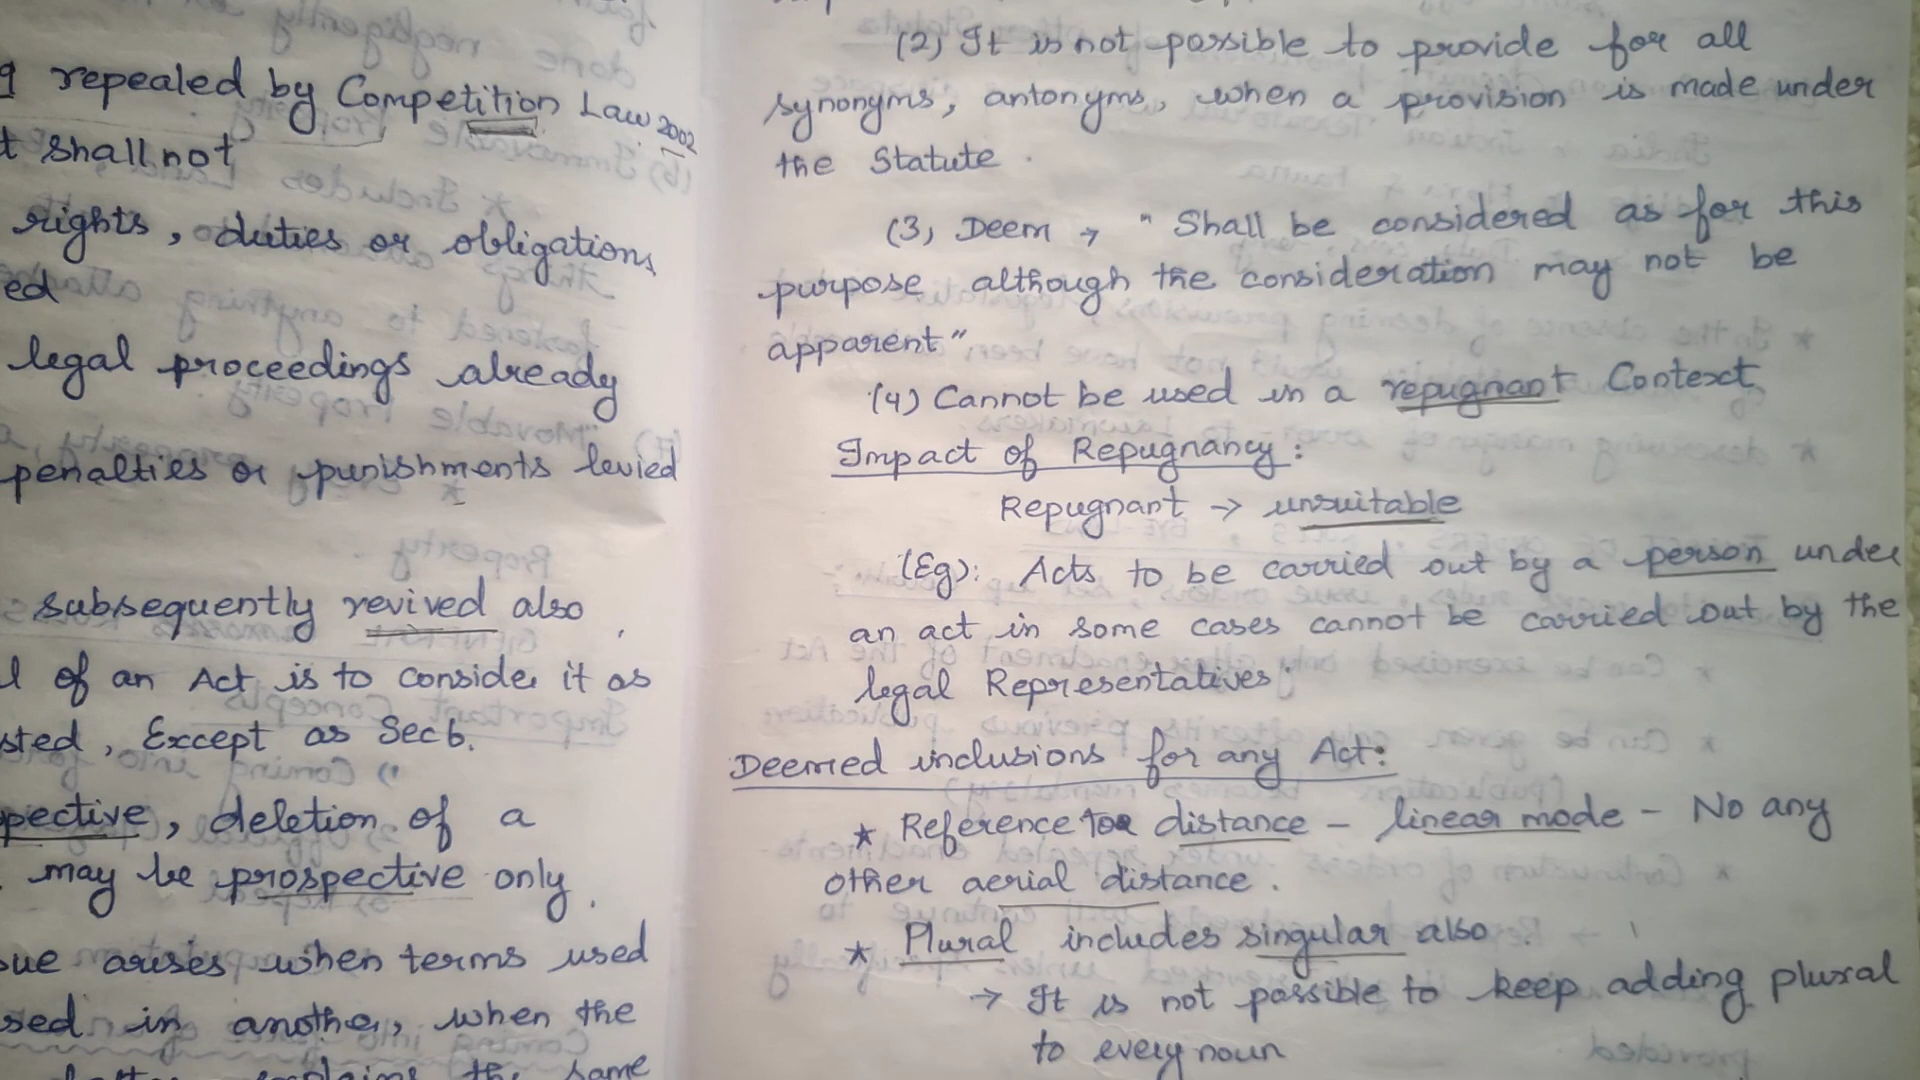 repealed by Competition Law 2002
shall not
rights, duties or obligations
ed
legal proceedings already
penalties or punishments levied
subsequently revived also
of an Act is to consider it as
sted, Except as Sec6.
pective, deletion of a
may be prospective only.
sue arises when terms used
sed in another, when the
explains the same
(2) It is not possible to provide for all
synonyms, antonyms, when a provision is made under
the Statute.
(3) Deem → "Shall be considered as for this
purpose although the consideration may not be
apparent"
(4) Cannot be used in a repugnant Context
Impact of Repugnancy:
Repugnant → unsuitable
(Eg): Acts to be carried out by a person under
an act in some cases cannot be carried out by the
legal Representatives;
Deemed inclusions for any Act:
* Reference to distance – linear mode – No any
other aerial distance.
* Plural includes singular also.
→ It is not possible to keep adding plural
to every noun